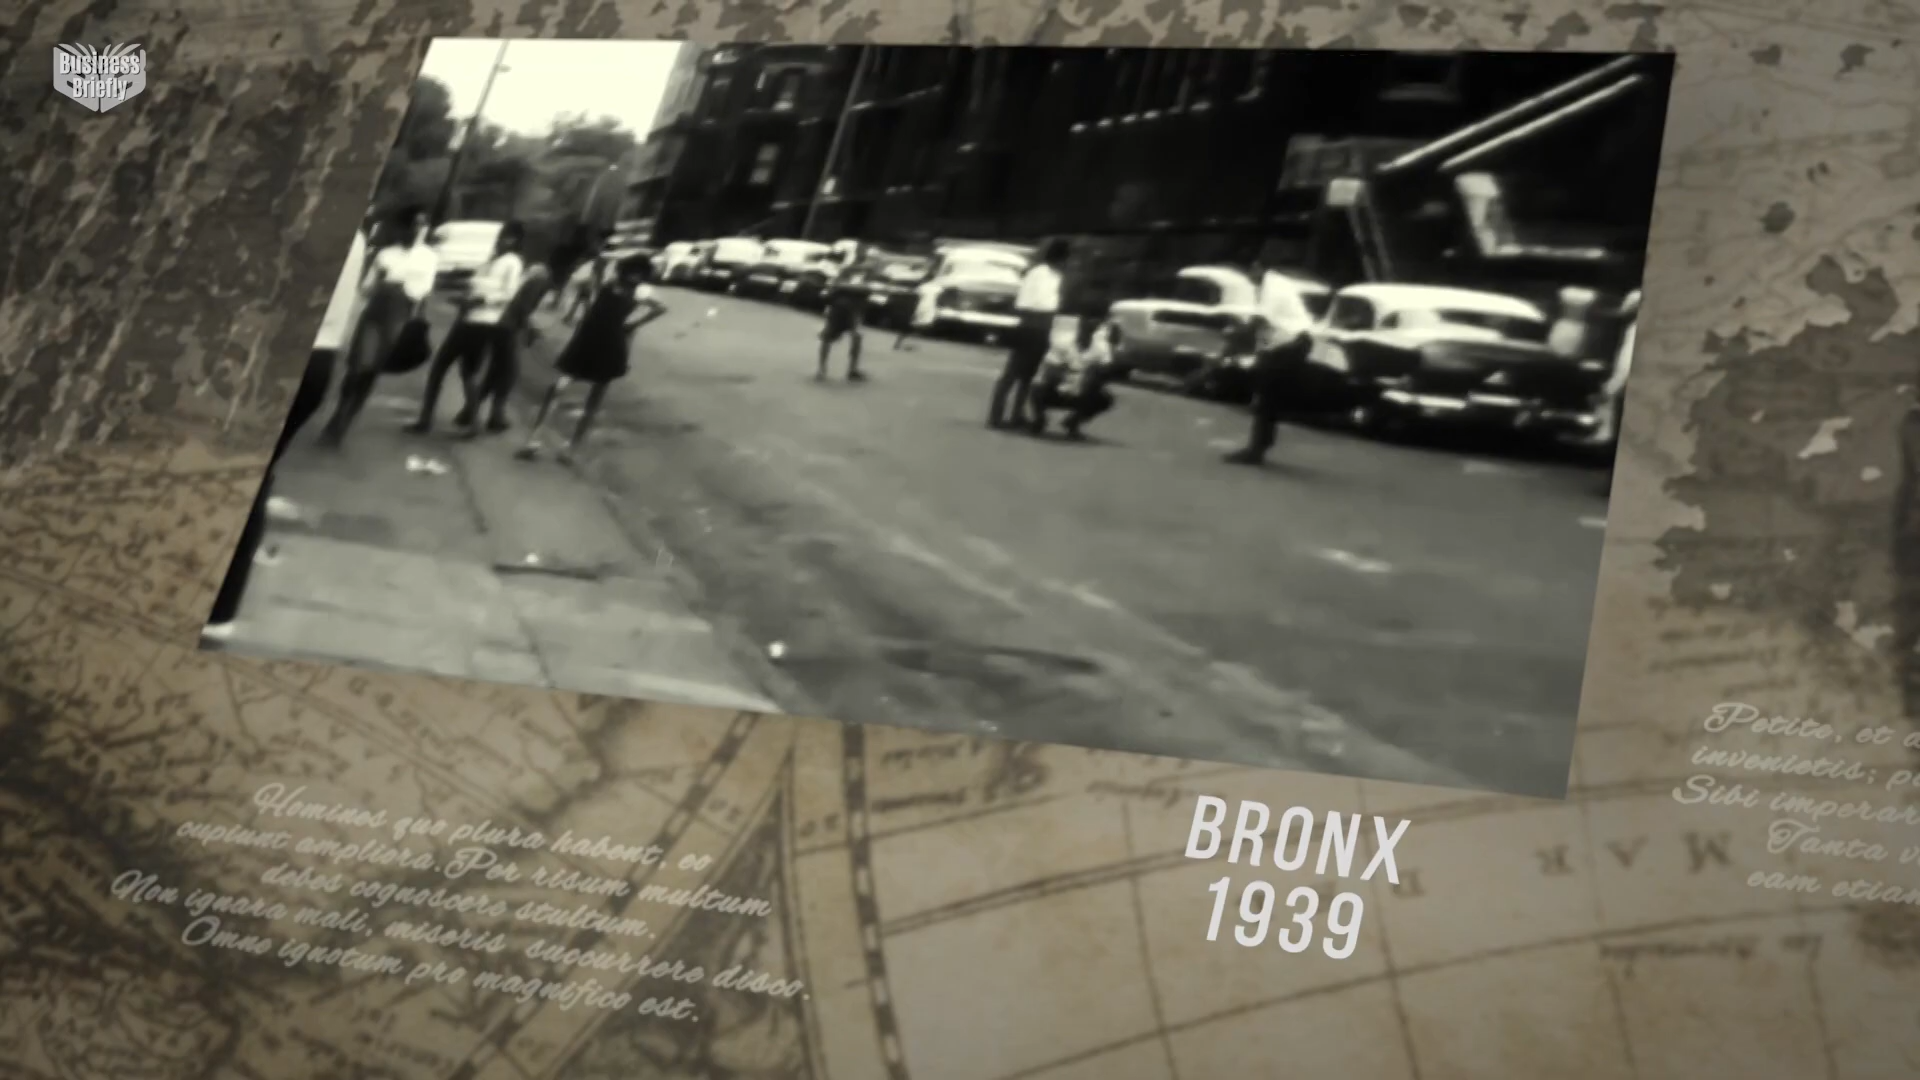 Business
Briefly
BRONX
1939
Homines quo plura habent, eo
cupiunt ampliora. Per risum multum
debes cognoscere stultum.
Non ignara mali, miseris succurrere disco.
Omne ignotum pro magnifico est.
Petite, et a
invenietis; p
Sibi imperar
Tanta v
eam etiam